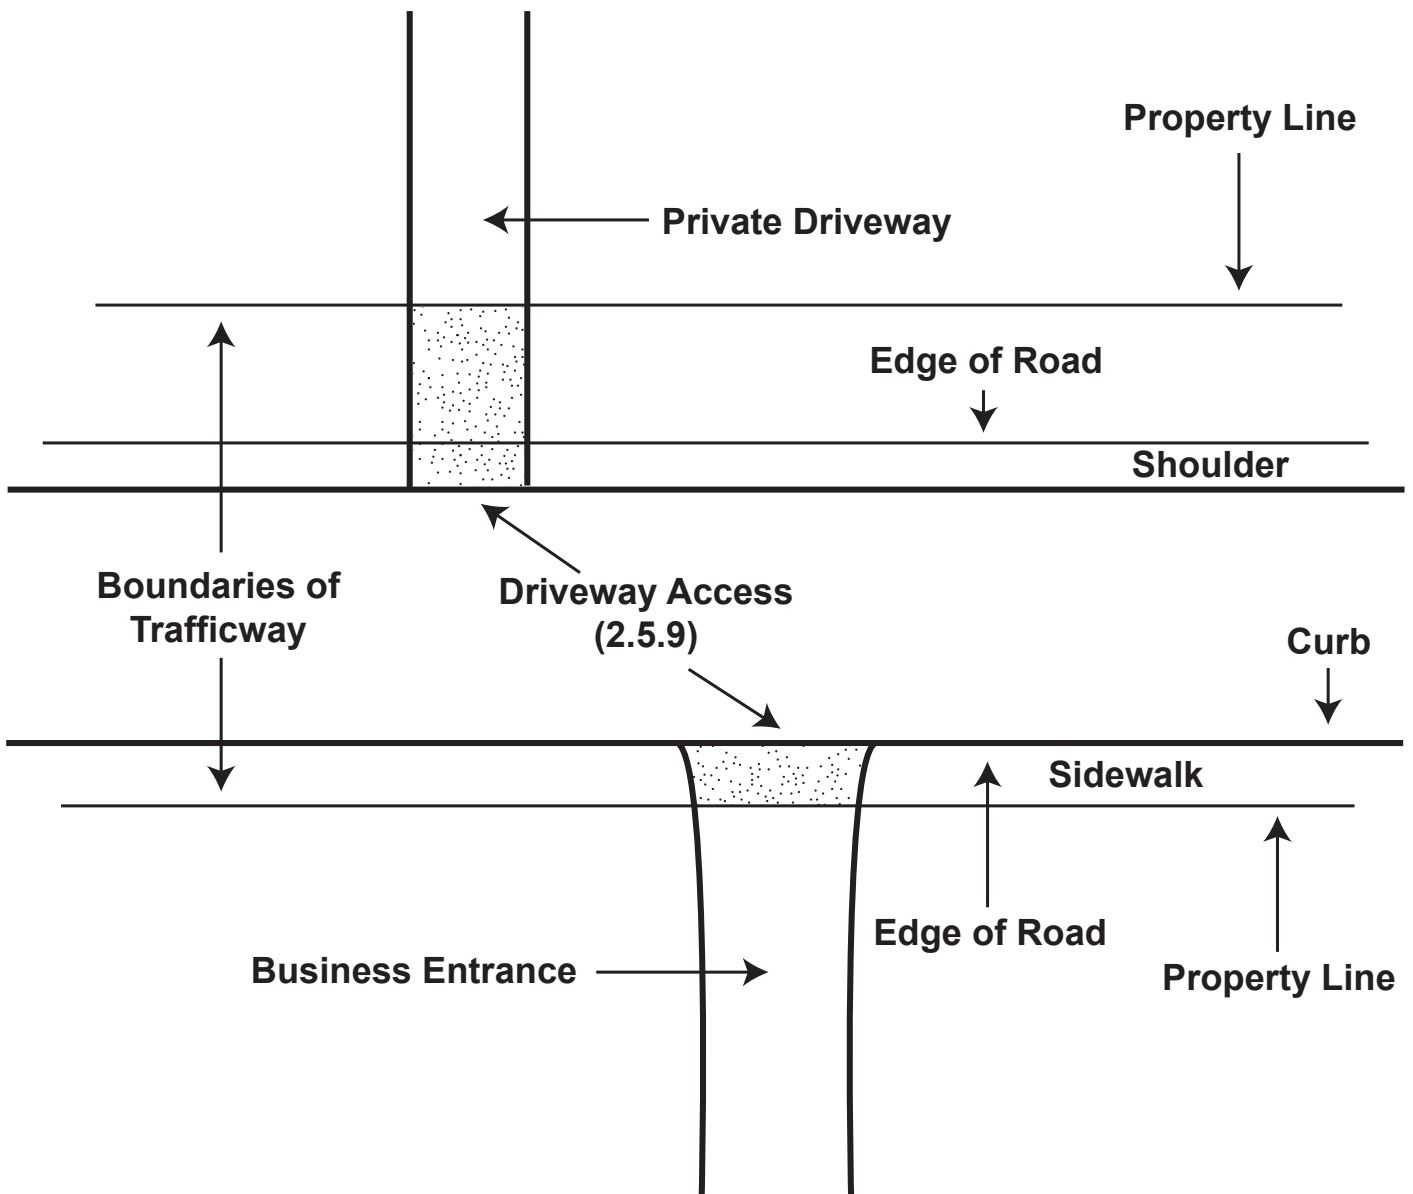 Property Line
Private Driveway
Edge of Road
Shoulder
Boundaries of
Trafficway
Driveway Access
(2.5.9)
Curb
Sidewalk
Edge of Road
Business Entrance
Property Line